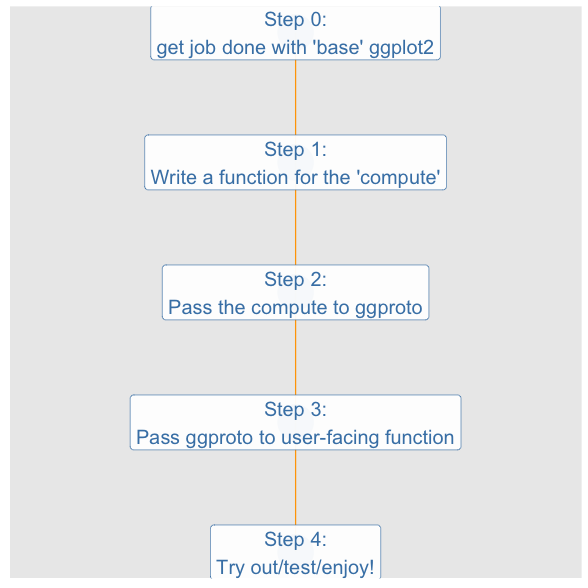 Step 0:
get job done with 'base' ggplot2
Step 1:
Write a function for the 'compute'
Step 2:
Pass the compute to ggproto
Step 3:
Pass ggproto to user-facing function
Step 4:
Try out/test/enjoy!